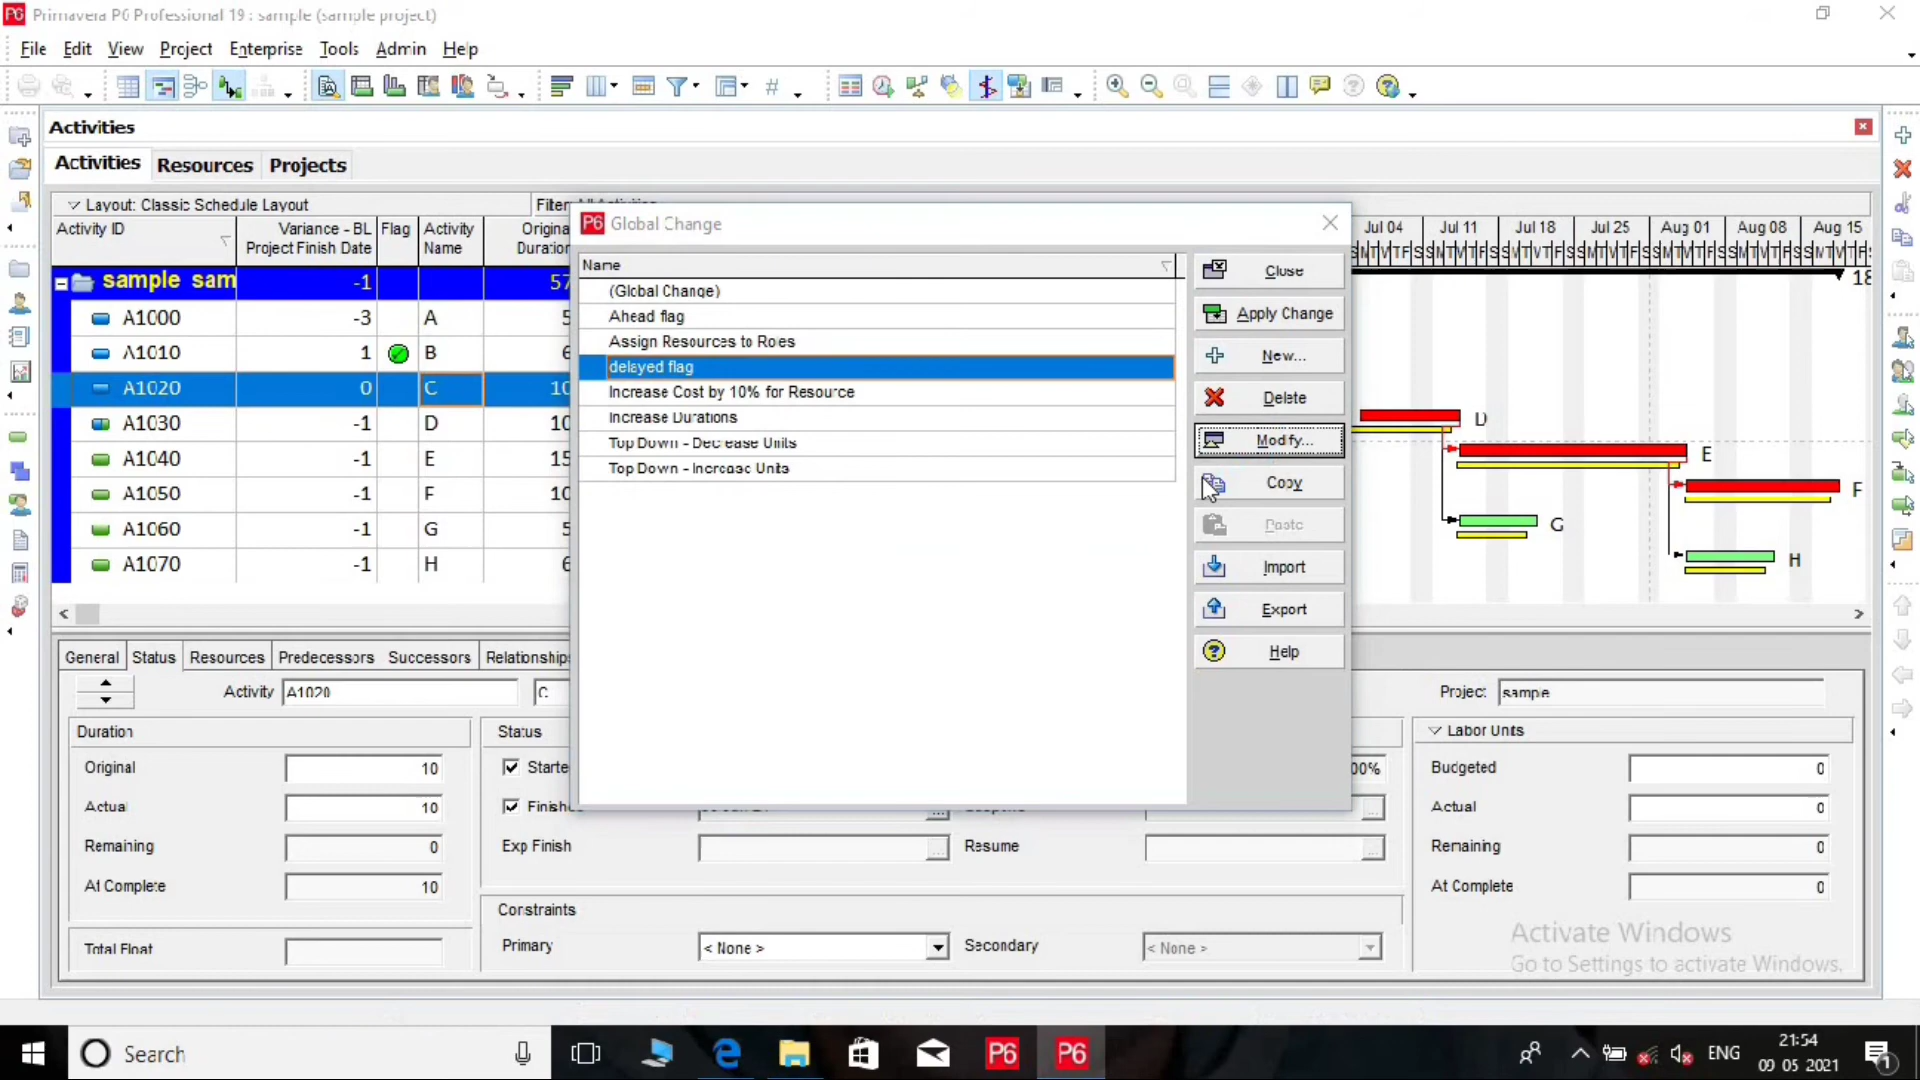 Primavera P6 Professional 19 : sample (sample project)
File Edit View Project Enterprise Tools Admin Help
Activities
Activities Resources Projects
Layout: Classic Schedule Layout
Activity ID
Variance - BL
Project Finish Date
Flag
Activity
Name
sample sam -1 57
A1000 -3 A
A1010 1 B
A1020 0 C 10
A1030 -1 D 10
A1040 -1 E 15
A1050 -1 F 10
A1060 -1 G
A1070 -1 H
P6 Global Change
Name
(Global Change)
Ahead flag
Assign Resources to Roles
delayed flag
Increase Cost by 10% for Resource
Increase Durations
Top Down - Decrease Units
Top Down - Increase Units
Close
Apply Change
New...
Delete
Modify...
Copy
Paste
Import
Export
Help
Jul 04 Jul 11 Jul 18 Jul 25 Aug 01 Aug 08 Aug 15
18
D
E
F
G
H
General Status Resources Predecessors Successors Relationships
Activity A1020 C
Project sample
Duration
Original 10
Actual 10
Remaining 0
At Complete 10
Total Float
Status
Started
Finished
Exp Finish
00%
Resume
Constraints
Primary < None >
Secondary < None >
Labor Units
Budgeted 0
Actual 0
Remaining 0
At Complete 0
Activate Windows
Go to Settings to activate Windows.
Search
P6 P6
ENG
21:54
09-05-2021
1